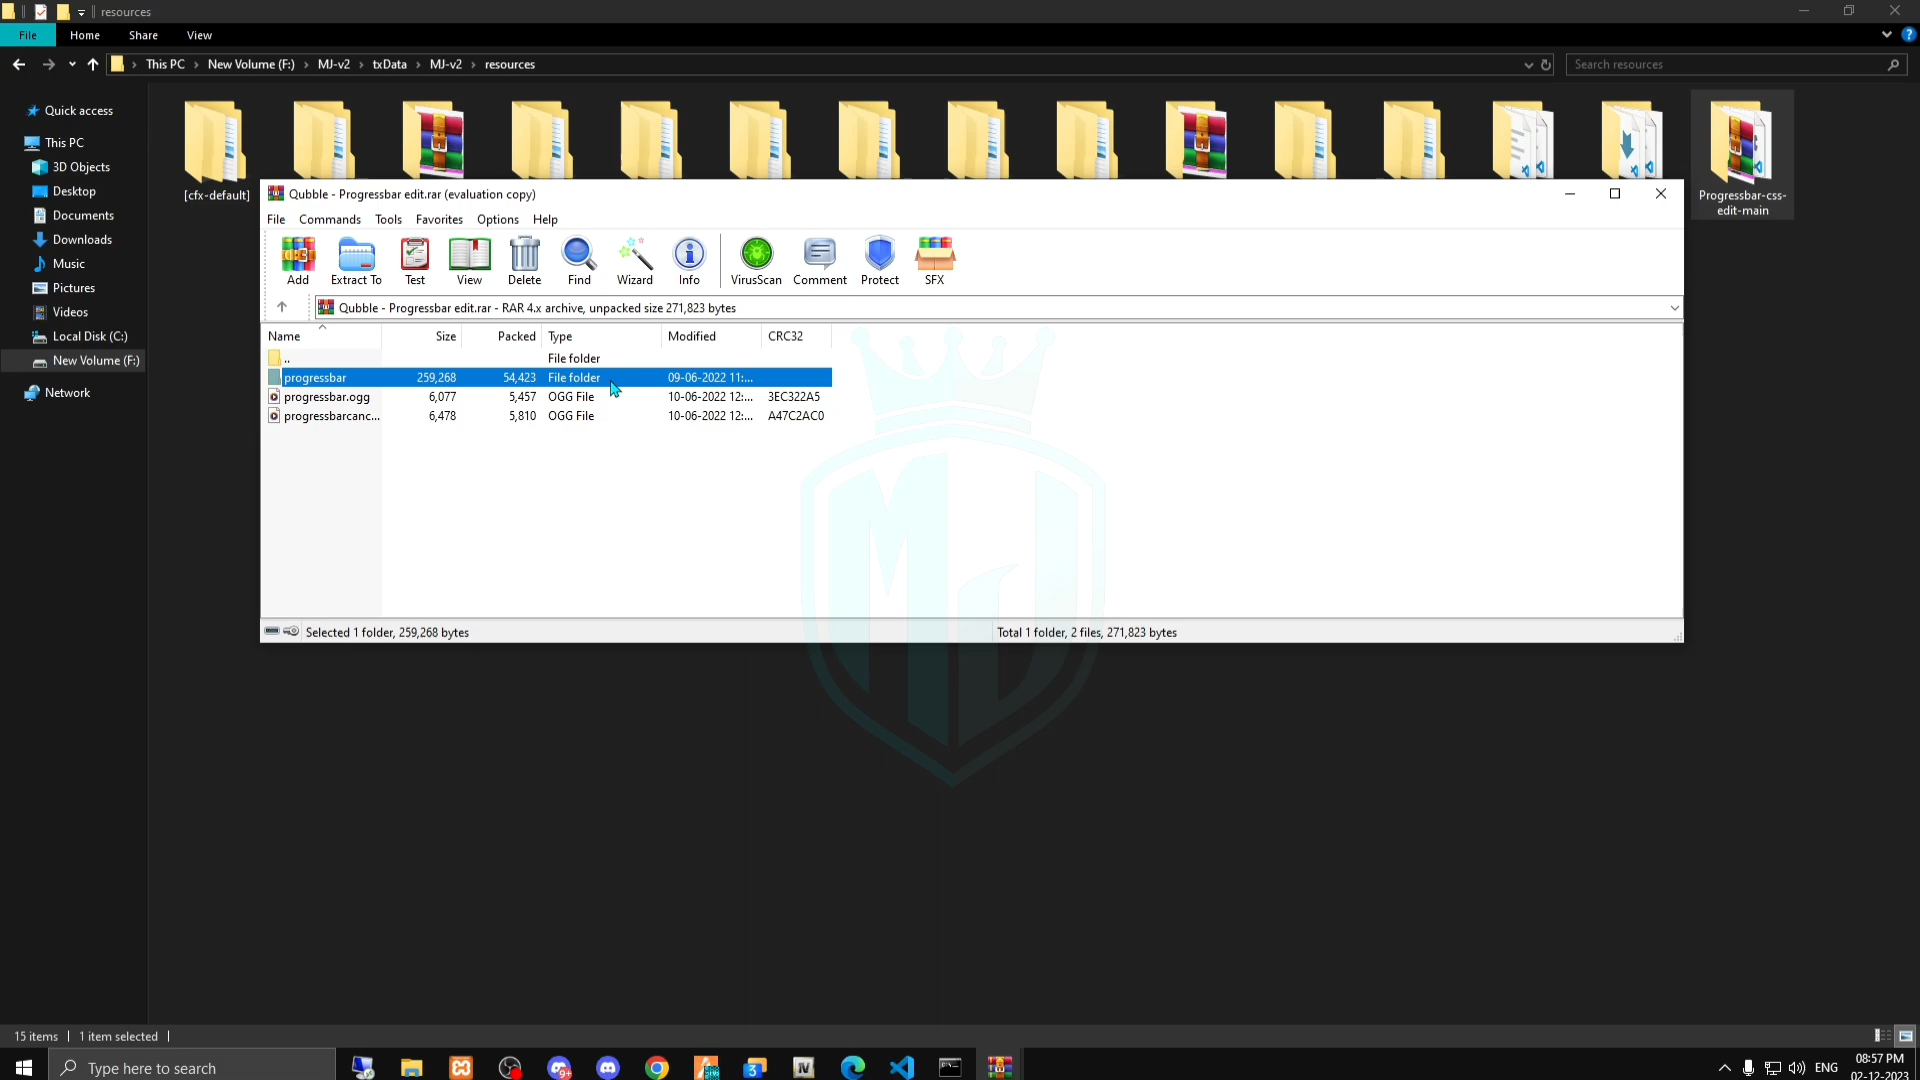 resources
File Home Share View
This PC New Volume (F:) MJ-v2 txData MJ-v2 resources
Search resources
Quick access
This PC
3D Objects
Desktop
Documents
Downloads
Music
Pictures
Videos
Local Disk (C:)
New Volume (F:)
Network
[cfx-default]
Progressbar-css-
edit-main
Qubble - Progressbar edit.rar (evaluation copy)
File Commands Tools Favorites Options Help
Add Extract To Test View Delete Find Wizard Info VirusScan Comment Protect SFX
Qubble - Progressbar edit.rar - RAR 4.x archive, unpacked size 271,823 bytes
Name Size Packed Type Modified CRC32
.. File folder
progressbar 259,268 54,423 File folder 09-06-2022 11:...
progressbar.ogg 6,077 5,457 OGG File 10-06-2022 12:... 3EC322A5
progressbarcanc... 6,478 5,810 OGG File 10-06-2022 12:... A47C2AC0
Selected 1 folder, 259,268 bytes
Total 1 folder, 2 files, 271,823 bytes
MJ
15 items 1 item selected
Type here to search
9+
3
IV
ENG
08:57 PM
02-12-2023